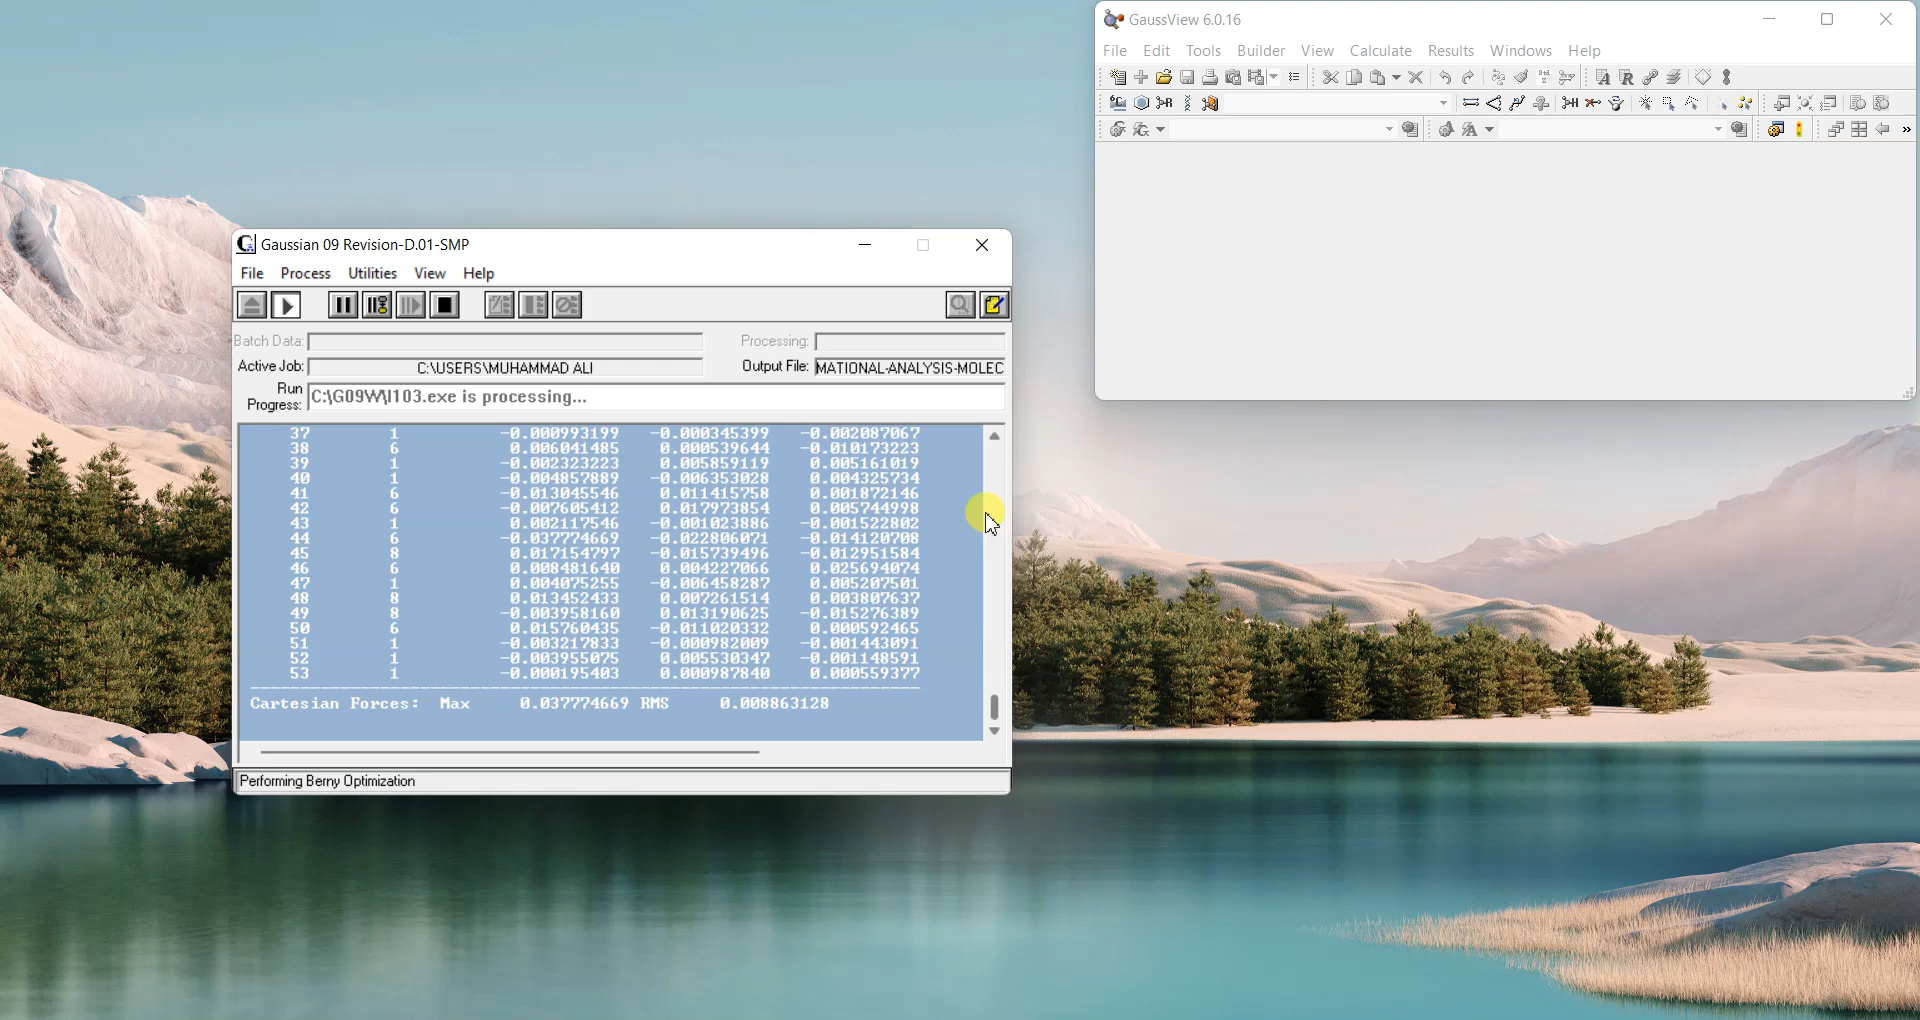 GaussView 6.0.16
File Edit Tools Builder View Calculate Results Windows Help
Gaussian 09 Revision-D.01-SMP
File Process Utilities View Help
Batch Data: Processing:
Active Job: C:\USERS\MUHAMMAD ALI Output File: MATIONAL-ANALYSIS-MOLEC
Run
Progress: C:\G09W\l103.exe is processing...
37 1 -0.000993199 -0.000345399 -0.002087067
38 6 0.006041485 0.000539644 -0.010173223
39 1 -0.002323223 0.005859119 0.005161019
40 1 -0.004857889 -0.006353028 0.004325734
41 6 -0.013045546 0.011415758 0.001872146
42 6 -0.007605412 0.017973854 0.005744998
43 1 0.002117546 -0.001023886 -0.001522802
44 6 -0.037774669 -0.022806071 -0.014120708
45 8 0.017154797 -0.015739496 -0.012951584
46 6 0.008481640 0.004227066 0.025694074
47 1 0.004075255 -0.006458287 0.005207501
48 8 0.013452433 0.007261514 0.003807637
49 8 -0.003958160 0.013190625 -0.015276389
50 6 0.015760435 -0.011020332 0.000592465
51 1 -0.003217833 -0.000982009 -0.001443091
52 1 -0.003955075 0.005530347 -0.001148591
53 1 -0.000195403 0.000987840 0.000559377
Cartesian Forces: Max 0.037774669 RMS 0.008863128
Performing Berny Optimization